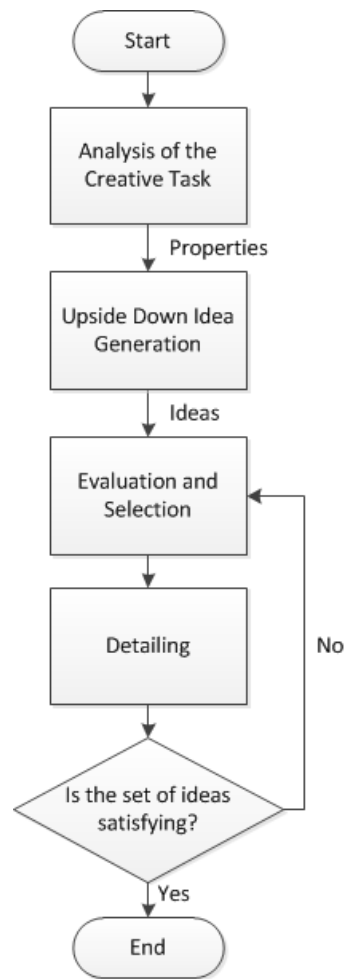 Start
Analysis of the
Creative Task
Properties
Upside Down Idea
Generation
Ideas
Evaluation and
Selection
Detailing
No
Is the set of ideas
satisfying?
Yes
End